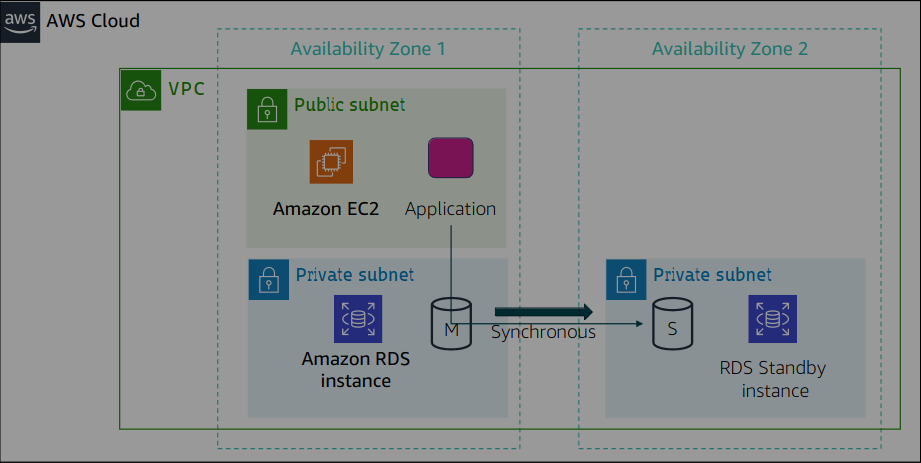 aws
AWS Cloud
Availability Zone 1
Availability Zone 2
VPC
Public subnet
Amazon EC2
Application
Private subnet
Private subnet
M
Synchronous
S
Amazon RDS
instance
RDS Standby
instance